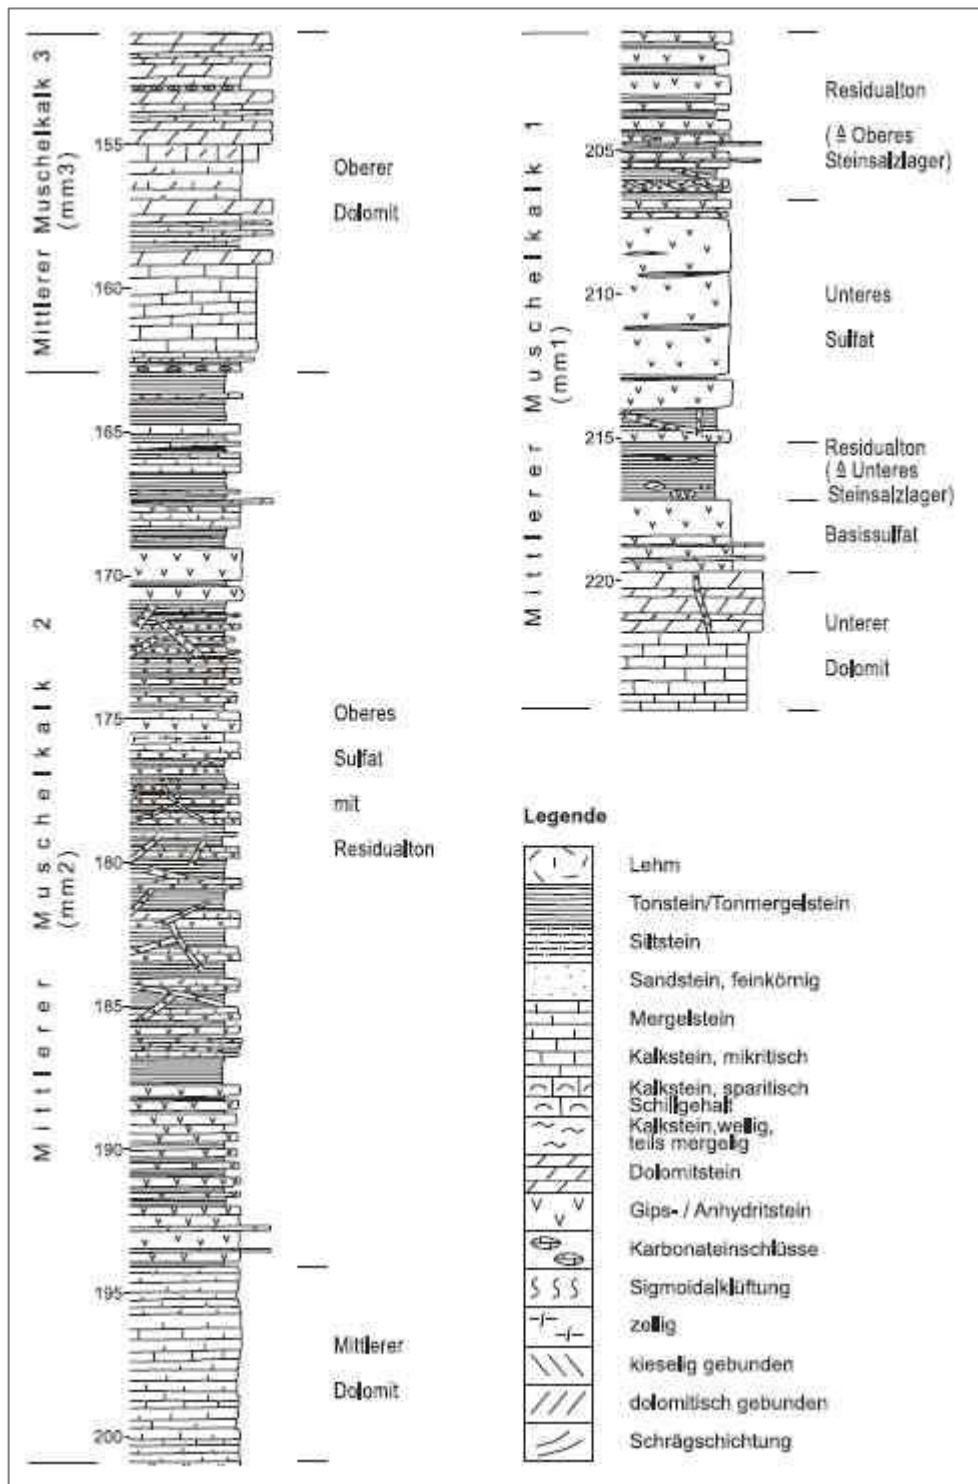 Mittlerer Muschelkalk 3
(mm3)
155
160
Oberer
Dolomit
Mittlerer Muschelkalk 2
(mm2)
165
170
175
180
185
190
195
200
Oberes
Sulfat
mit
Residualton
Mittlerer
Dolomit
Mittlerer Muschelkalk 1
(mm1)
205
210
215
220
Residualton
(≙ Oberes
Steinsalzlager)
Unteres
Sulfat
Residualton
(≙ Unteres
Steinsalzlager)
Basissulfat
Unterer
Dolomit
Legende
Lehm
Tonstein/Tonmergelstein
Siltstein
Sandstein, feinkörnig
Mergelstein
Kalkstein, mikritisch
Kalkstein, sparitisch
Schillgehalt
Kalkstein,wellig,
teils mergelig
Dolomitstein
Gips- / Anhydritstein
Karbonateinschlüsse
Sigmoidalklüftung
zellig
kieselig gebunden
dolomitisch gebunden
Schrägschichtung